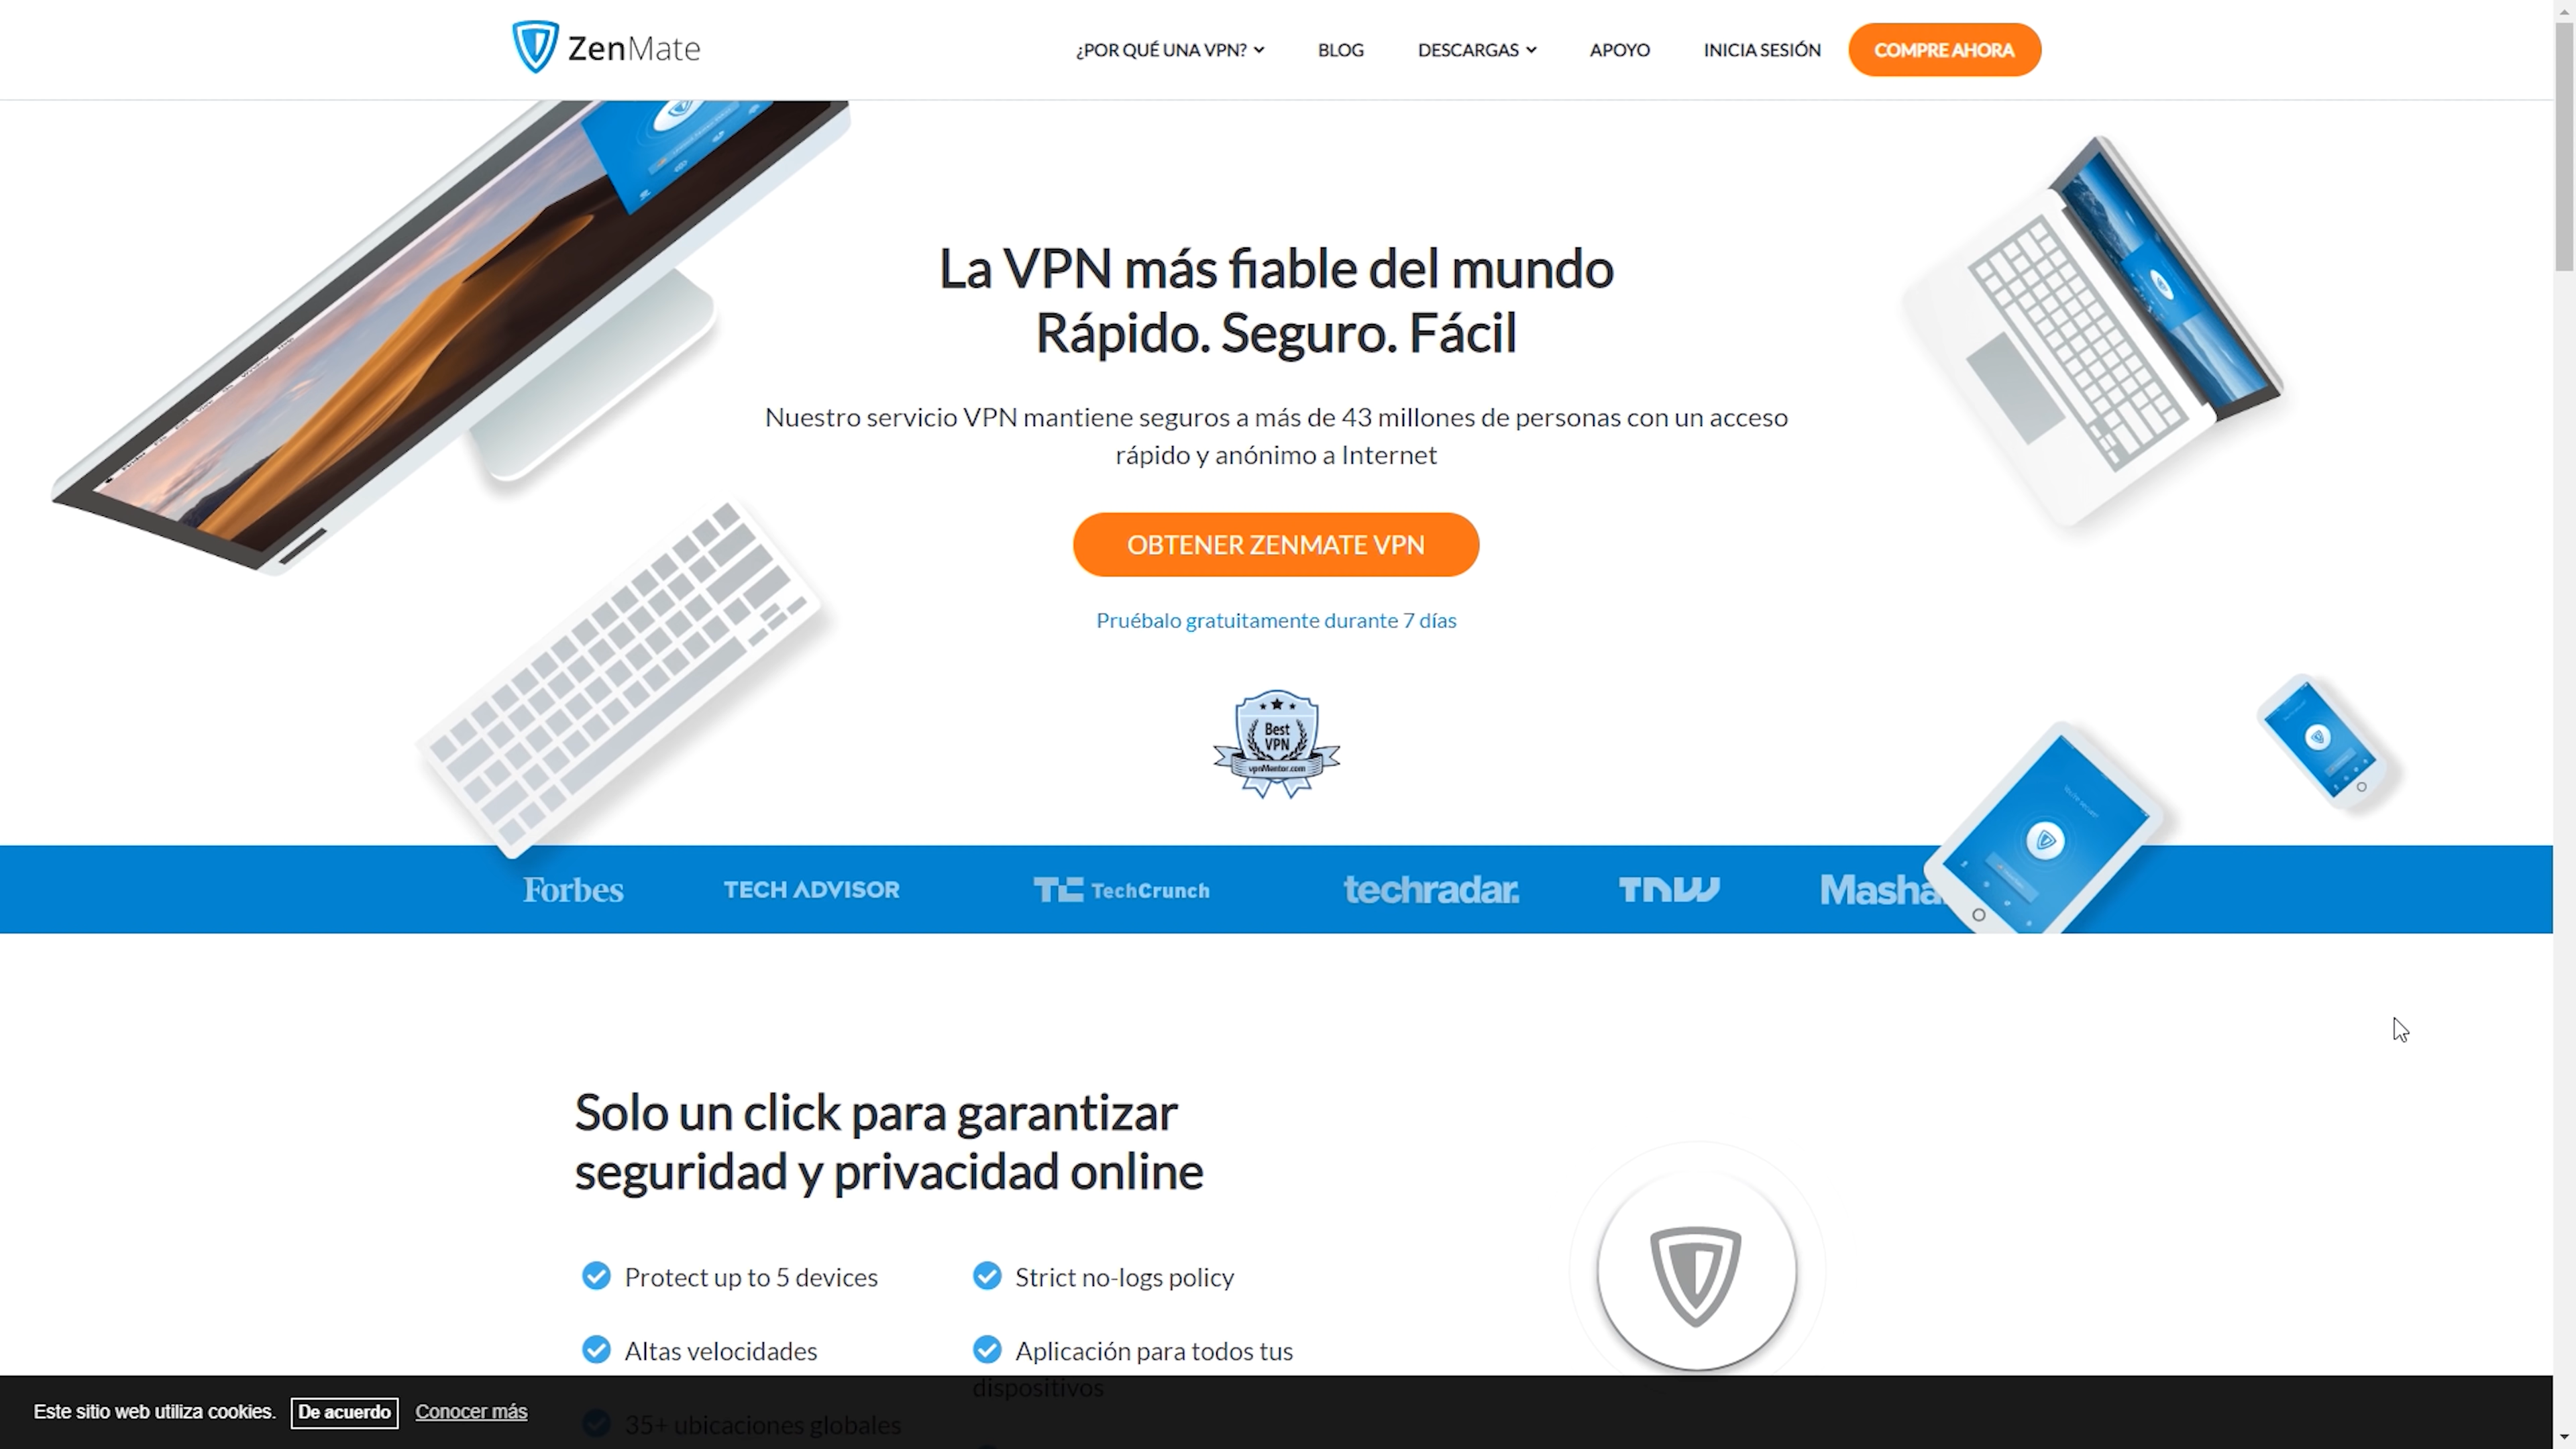 ZenMate
¿POR QUÉ UNA VPN?
BLOG
DESCARGAS
APOYO
INICIA SESIÓN
COMPRE AHORA
La VPN más fiable del mundo
Rápido. Seguro. Fácil
Nuestro servicio VPN mantiene seguros a más de 43 millones de personas con un acceso
rápido y anónimo a Internet
OBTENER ZENMATE VPN
Pruébalo gratuitamente durante 7 días
Best
VPN
vpnMentor.com
Forbes
TECH ADVISOR
TC TechCrunch
techradar.
TNW
Masha
Solo un click para garantizar
seguridad y privacidad online
Protect up to 5 devices
Strict no-logs policy
Altas velocidades
Aplicación para todos tus
dispositivos
35+ ubicaciones globales
Este sitio web utiliza cookies.
De acuerdo
Conocer más